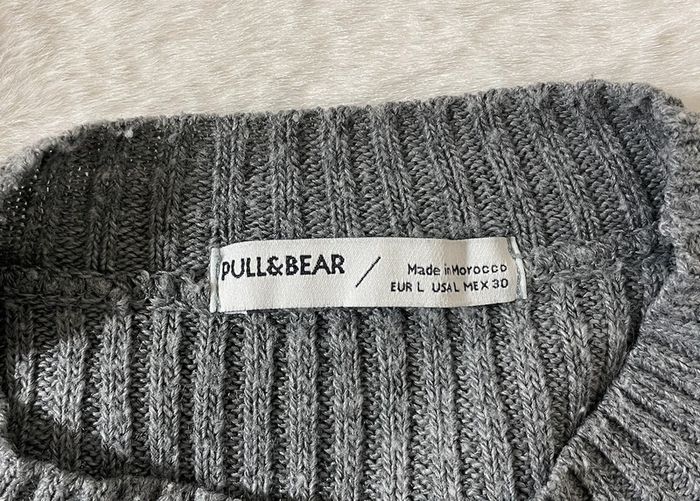 PULL&BEAR /
Made in Morocco
EUR L USA L MEX 30